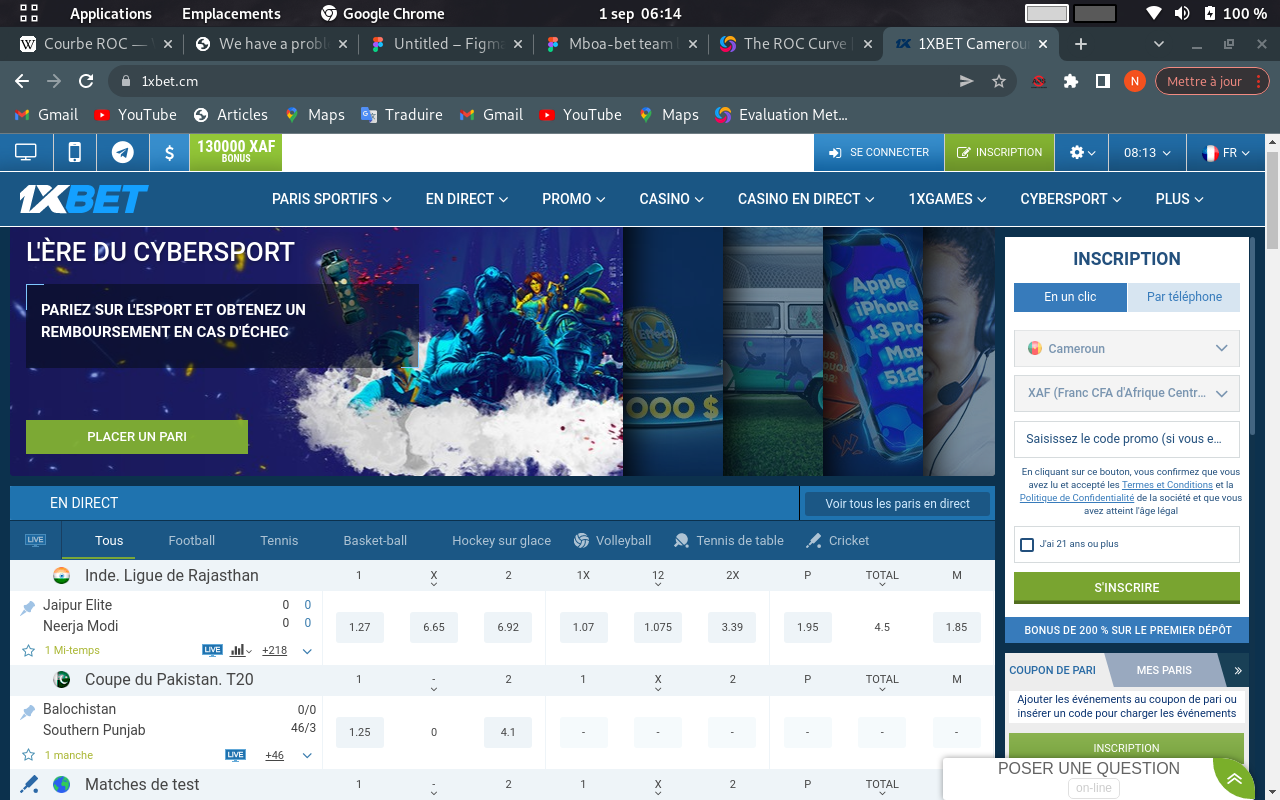 Applications Emplacements Google Chrome 1 sep 06:14 100 %
Courbe ROC — We have a probl Untitled – Figma Mboa-bet team The ROC Curve 1XBET Camerou
1xbet.cm Mettre à jour
Gmail YouTube Articles Maps Traduire Gmail YouTube Maps Evaluation Met...
130000 XAF
BONUS
SE CONNECTER INSCRIPTION 08:13 FR
1XBET PARIS SPORTIFS EN DIRECT PROMO CASINO CASINO EN DIRECT 1XGAMES CYBERSPORT PLUS
L'ÈRE DU CYBERSPORT
PARIEZ SUR L'ESPORT ET OBTENEZ UN
REMBOURSEMENT EN CAS D'ÉCHEC
PLACER UN PARI
000 $
Apple
iPhone
13 Pro
Max
512G
EN DIRECT Voir tous les paris en direct
LIVE Tous Football Tennis Basket-ball Hockey sur glace Volleyball Tennis de table Cricket
Inde. Ligue de Rajasthan 1 X 2 1X 12 2X P TOTAL M
Jaipur Elite 0 0
Neerja Modi 0 0
1.27 6.65 6.92 1.07 1.075 3.39 1.95 4.5 1.85
1 Mi-temps LIVE +218
Coupe du Pakistan. T20 1 - 2 1 X 2 P TOTAL M
Balochistan 0/0
Southern Punjab 46/3
1.25 0 4.1 - - - - - -
1 manche LIVE +46
Matches de test 1 - 2 1 X 2 P TOTAL
INSCRIPTION
En un clic Par téléphone
Cameroun
XAF (Franc CFA d'Afrique Centr...
Saisissez le code promo (si vous e...
En cliquant sur ce bouton, vous confirmez que vous
avez lu et accepté les Termes et Conditions et la
Politique de Confidentialité de la société et que vous
avez atteint l'âge légal
J'ai 21 ans ou plus
S'INSCRIRE
BONUS DE 200 % SUR LE PREMIER DÉPÔT
COUPON DE PARI MES PARIS »
Ajouter les événements au coupon de pari ou
insérer un code pour charger les événements
INSCRIPTION
POSER UNE QUESTION
on-line